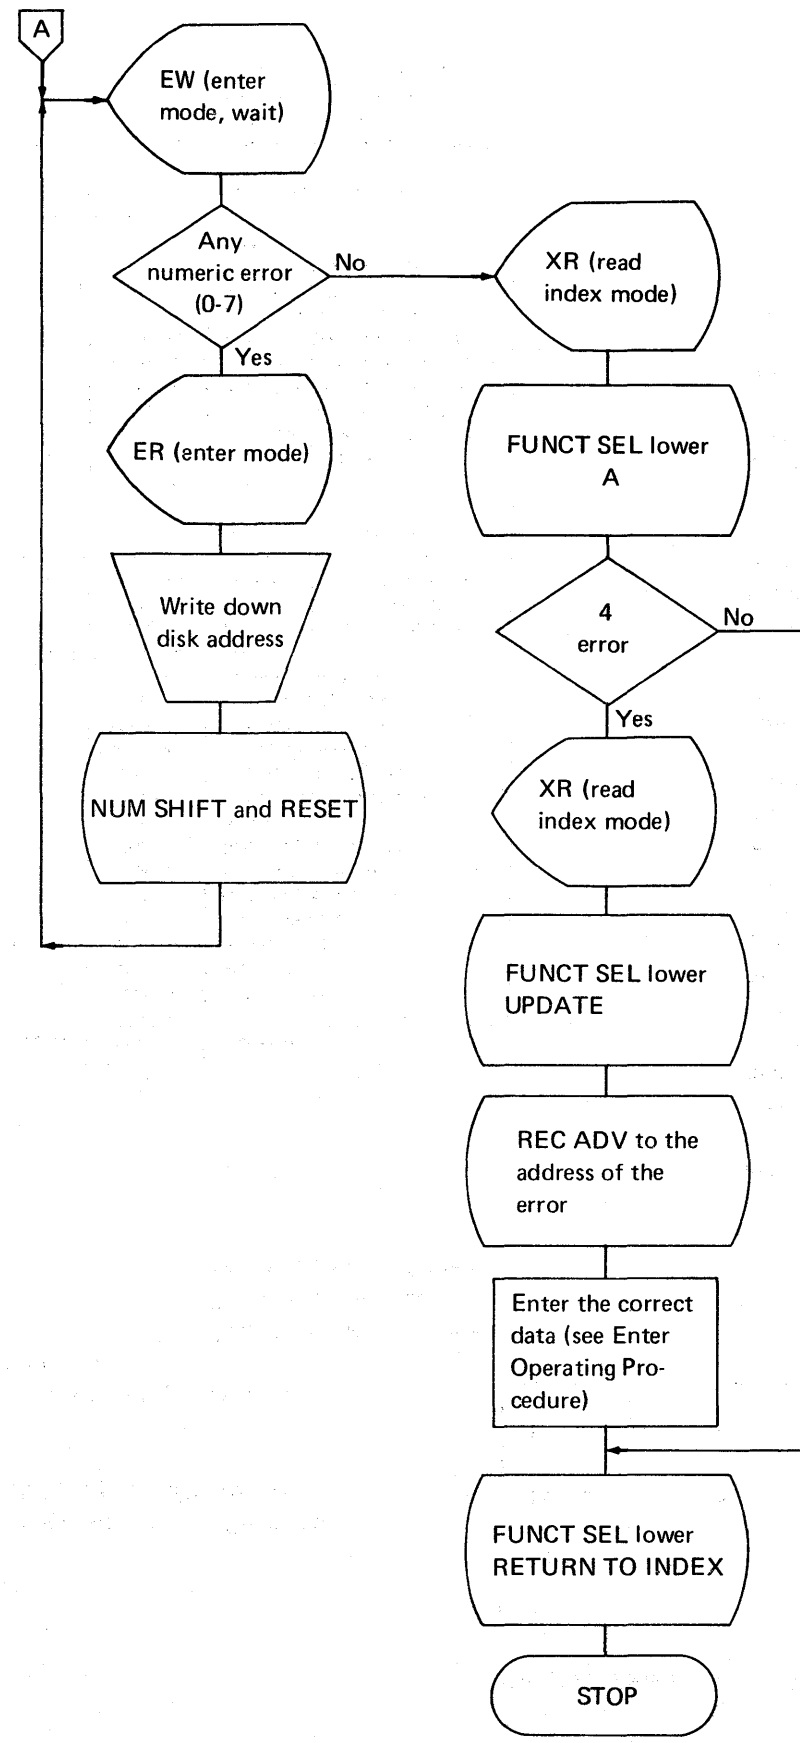 A
EW (enter
mode, wait)
Any
numeric error
(0-7)
No
Yes
ER (enter mode)
Write down
disk address
NUM SHIFT and RESET
XR (read
index mode)
FUNCT SEL lower
A
4
error
No
Yes
XR (read
index mode)
FUNCT SEL lower
UPDATE
REC ADV to the
address of the
error
Enter the correct
data (see Enter
Operating Pro-
cedure)
FUNCT SEL lower
RETURN TO INDEX
STOP